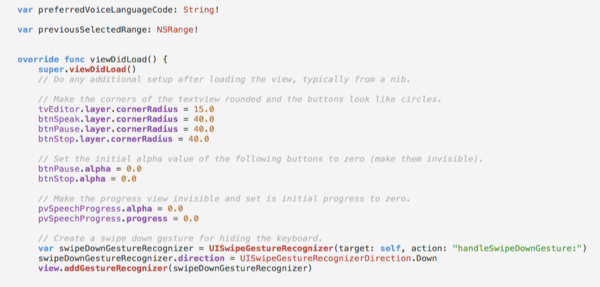 var preferredVoiceLanguageCode: String!
var previousSelectedRange: NSRange!
override func viewDidLoad() {
super.viewDidLoad()
// Do any additional setup after loading the view, typically from a nib.
// Make the corners of the textview rounded and the buttons look like circles.
tvEditor.layer.cornerRadius = 15.0
btnSpeak.layer.cornerRadius = 40.0
btnPause.layer.cornerRadius = 40.0
btnStop.layer.cornerRadius = 40.0
// Set the initial alpha value of the following buttons to zero (make them invisible).
btnPause.alpha = 0.0
btnStop.alpha = 0.0
// Make the progress view invisible and set is initial progress to zero.
pvSpeechProgress.alpha = 0.0
pvSpeechProgress.progress = 0.0
// Create a swipe down gesture for hiding the keyboard.
var swipeDownGestureRecognizer = UISwipeGestureRecognizer(target: self, action: "handleSwipeDownGesture:")
swipeDownGestureRecognizer.direction = UISwipeGestureRecognizerDirection.Down
view.addGestureRecognizer(swipeDownGestureRecognizer)